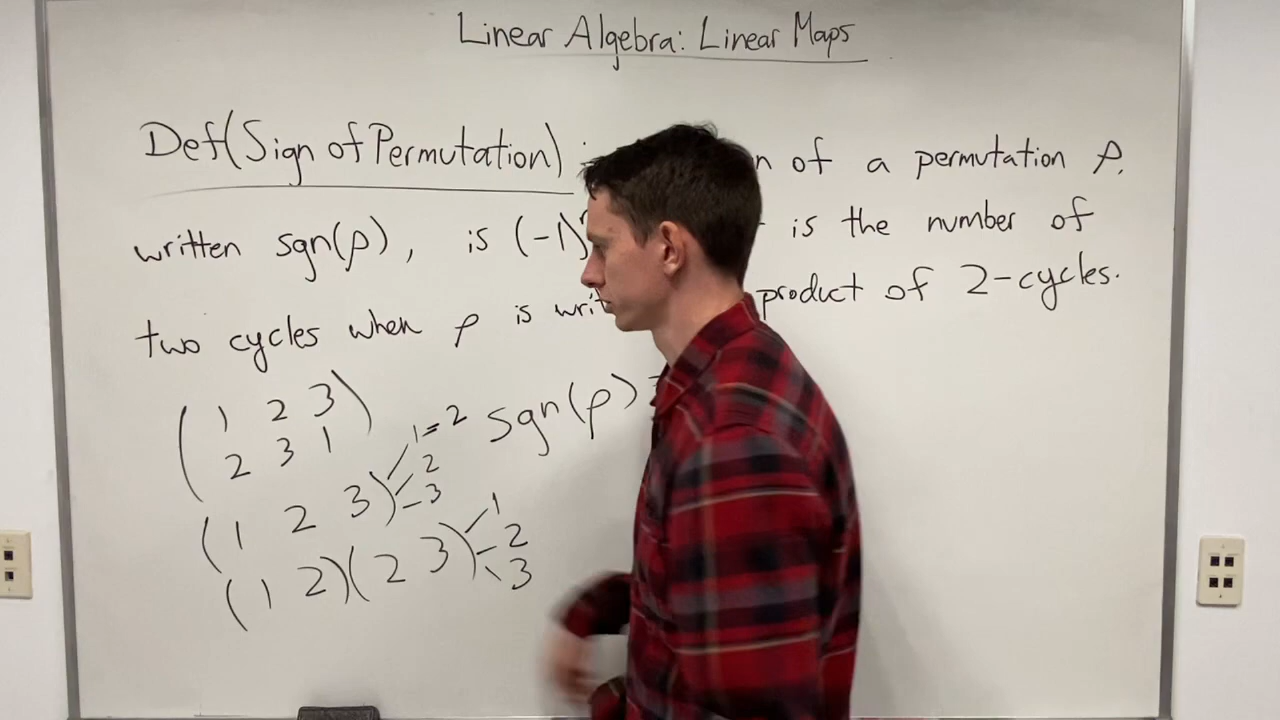 Linear Algebra: Linear Maps
Def(Sign of Permutation): n of a permutation ρ,
written sgn(ρ), is (-1) is the number of
two cycles when ρ is writ product of 2-cycles.
( 1 2 3 )
2 3 1
sgn(ρ) =
( 1 2 3 ) 1 = 2
2
3
( 1 2 )( 2 3 ) 1
2
3